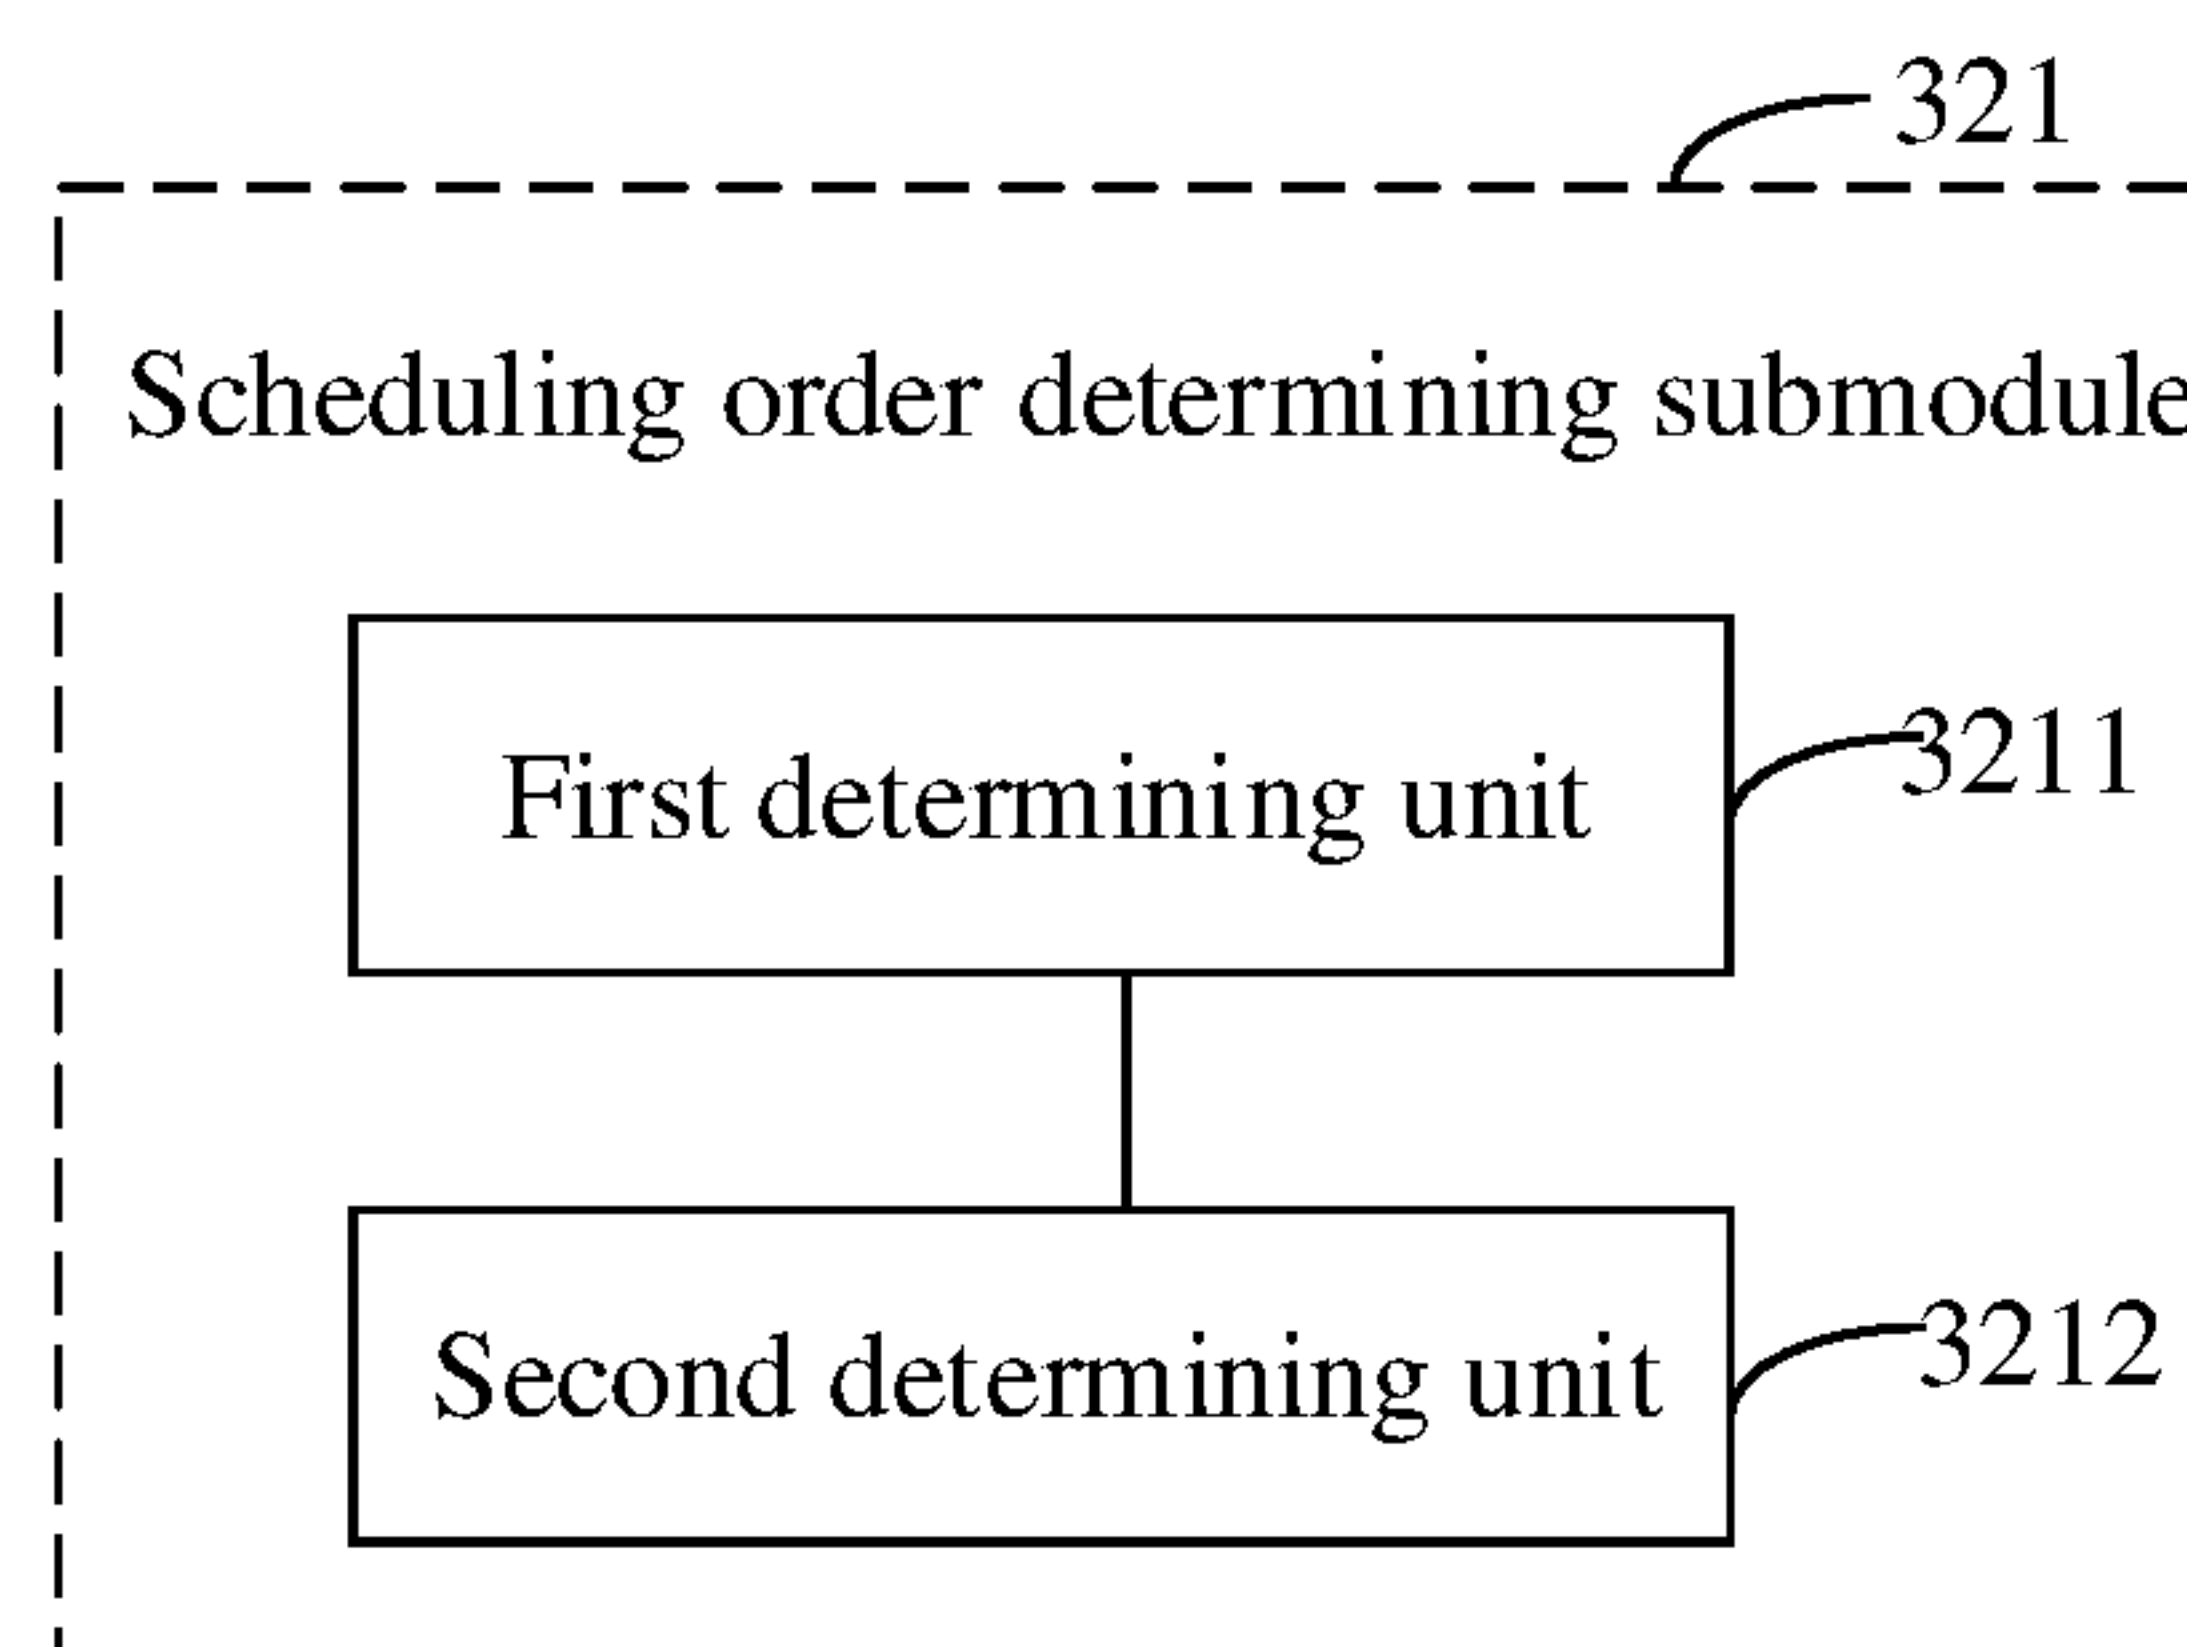 321
Scheduling order determining submodule
First determining unit
3211
Second determining unit
3212